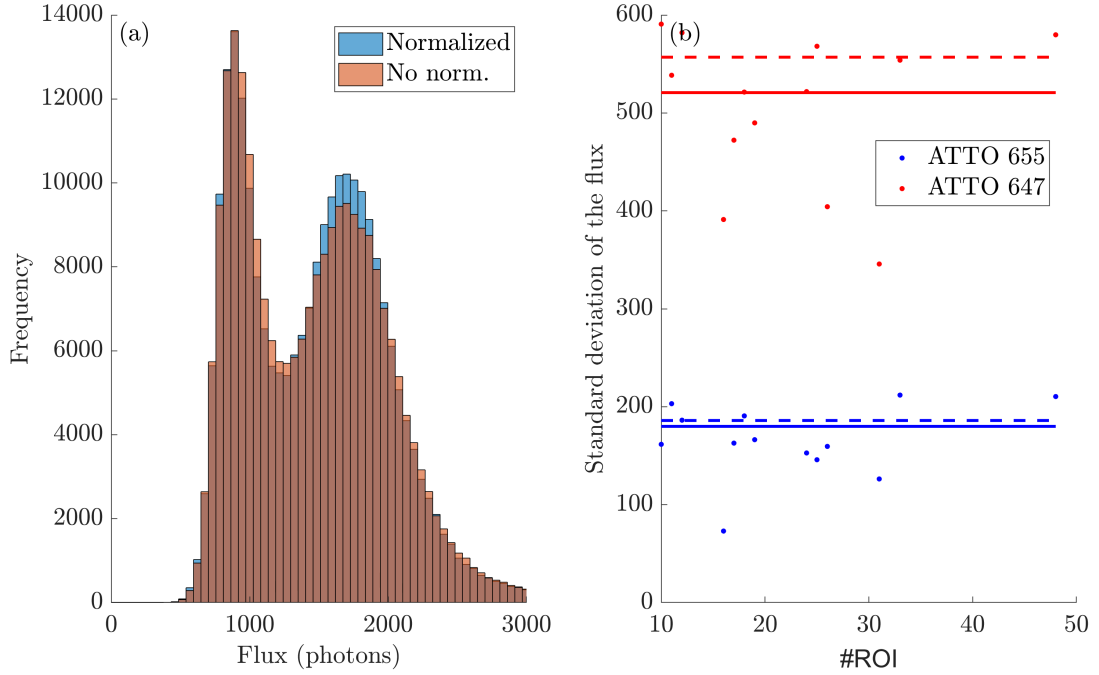 (a)
Normalized
No norm.
14000
12000
10000
8000
6000
4000
2000
0
Frequency
0 1000 2000 3000
Flux (photons)
(b)
ATTO 655
ATTO 647
600
500
400
300
200
100
0
Standard deviation of the flux
10 20 30 40 50
#ROI